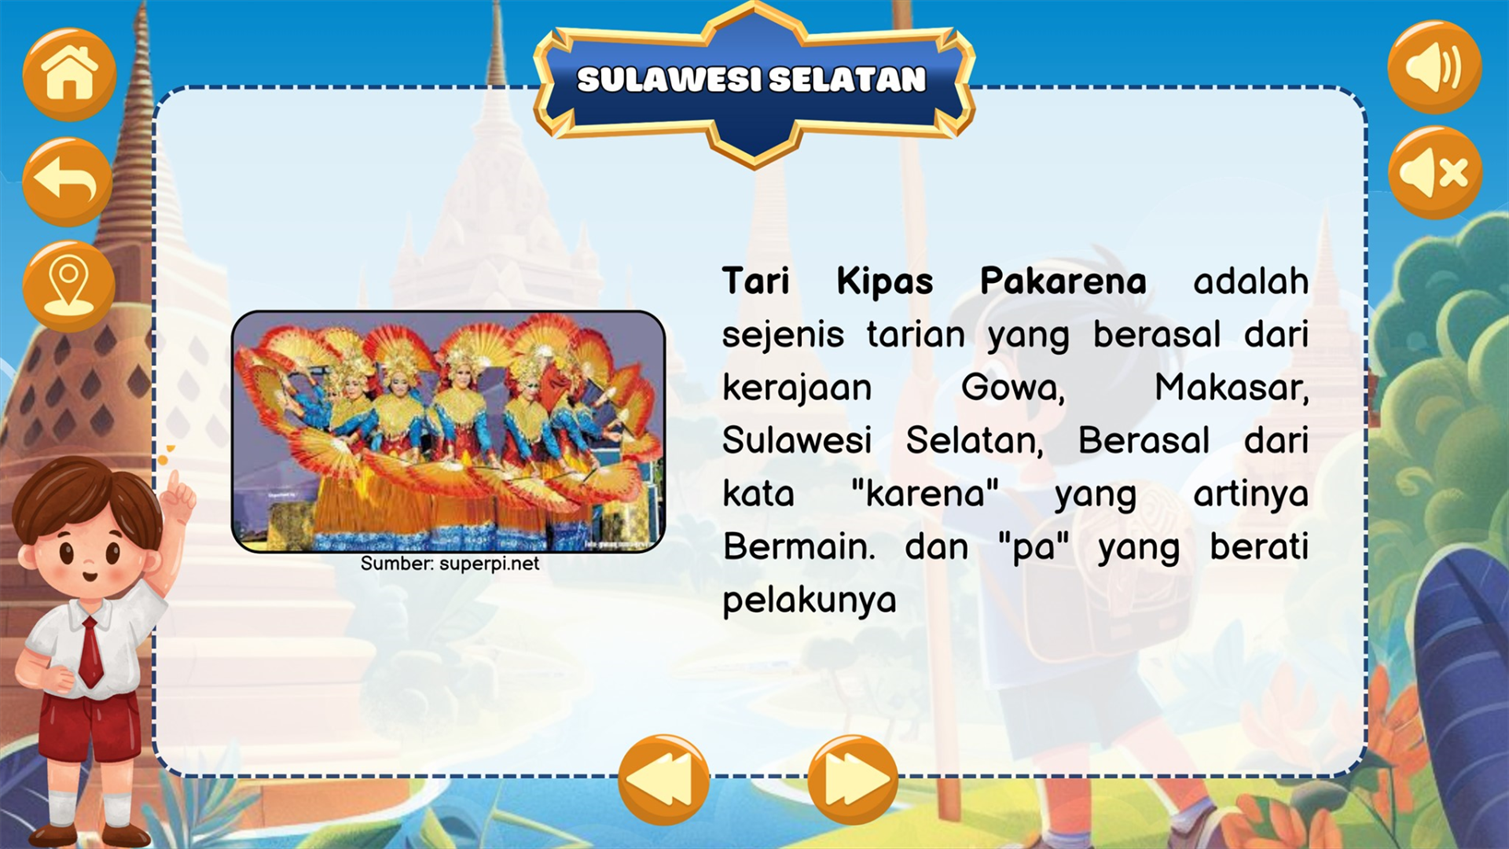 SULAWESI SELATAN
Tari Kipas Pakarena adalah
sejenis tarian yang berasal dari
kerajaan Gowa, Makasar,
Sulawesi Selatan, Berasal dari
kata "karena" yang artinya
Bermain. dan "pa" yang berati
pelakunya
Sumber: superpi.net